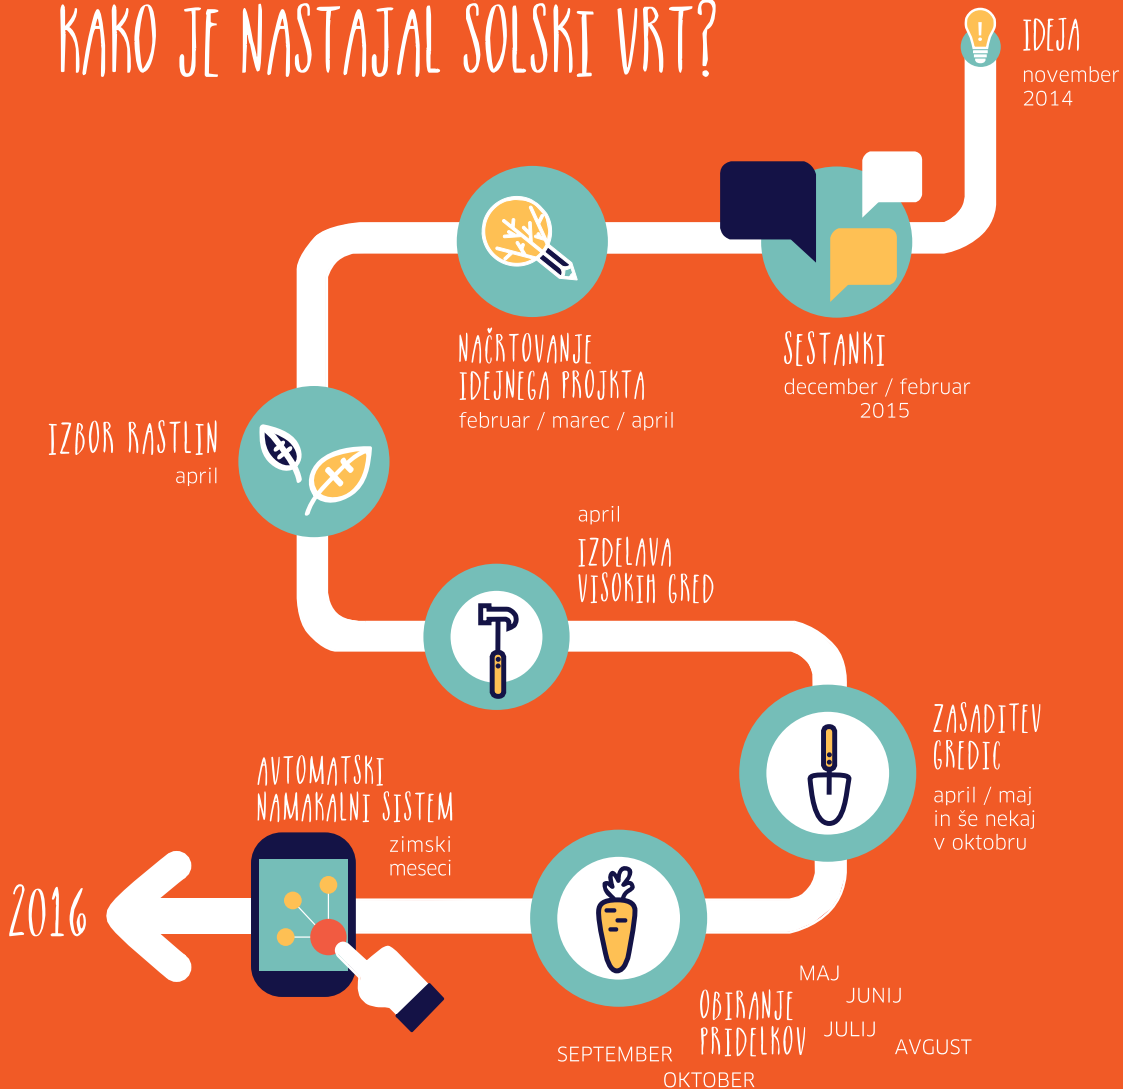 KAKO JE NASTAJAL SOLSKI VRT?
IDEJA
november
2014
SESTANKI
december / februar
2015
NAČRTOVANJE
IDEJNEGA PROJKTA
februar / marec / april
IZBOR RASTLIN
april
april
IZDELAVA
VISOKIH GRED
ZASADITEV
GREDIC
april / maj
in še nekaj
v oktobru
OBIRANJE
PRIDELKOV
MAJ
JUNIJ
JULIJ
AVGUST
SEPTEMBER
OKTOBER
AVTOMATSKI
NAMAKALNI SISTEM
zimski
meseci
2016